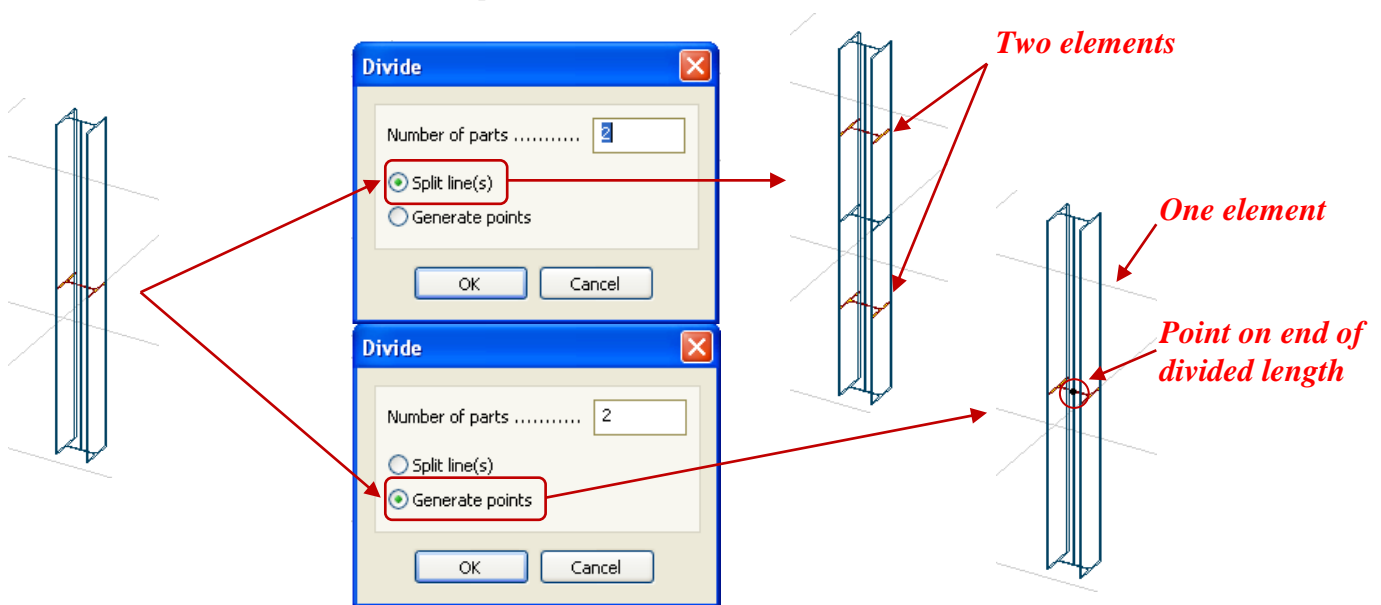 Divide
Number of parts ........... 2
Split line(s)
Generate points
OK Cancel
Divide
Number of parts ........... 2
Split line(s)
Generate points
OK Cancel
Two elements
One element
Point on end of
divided length